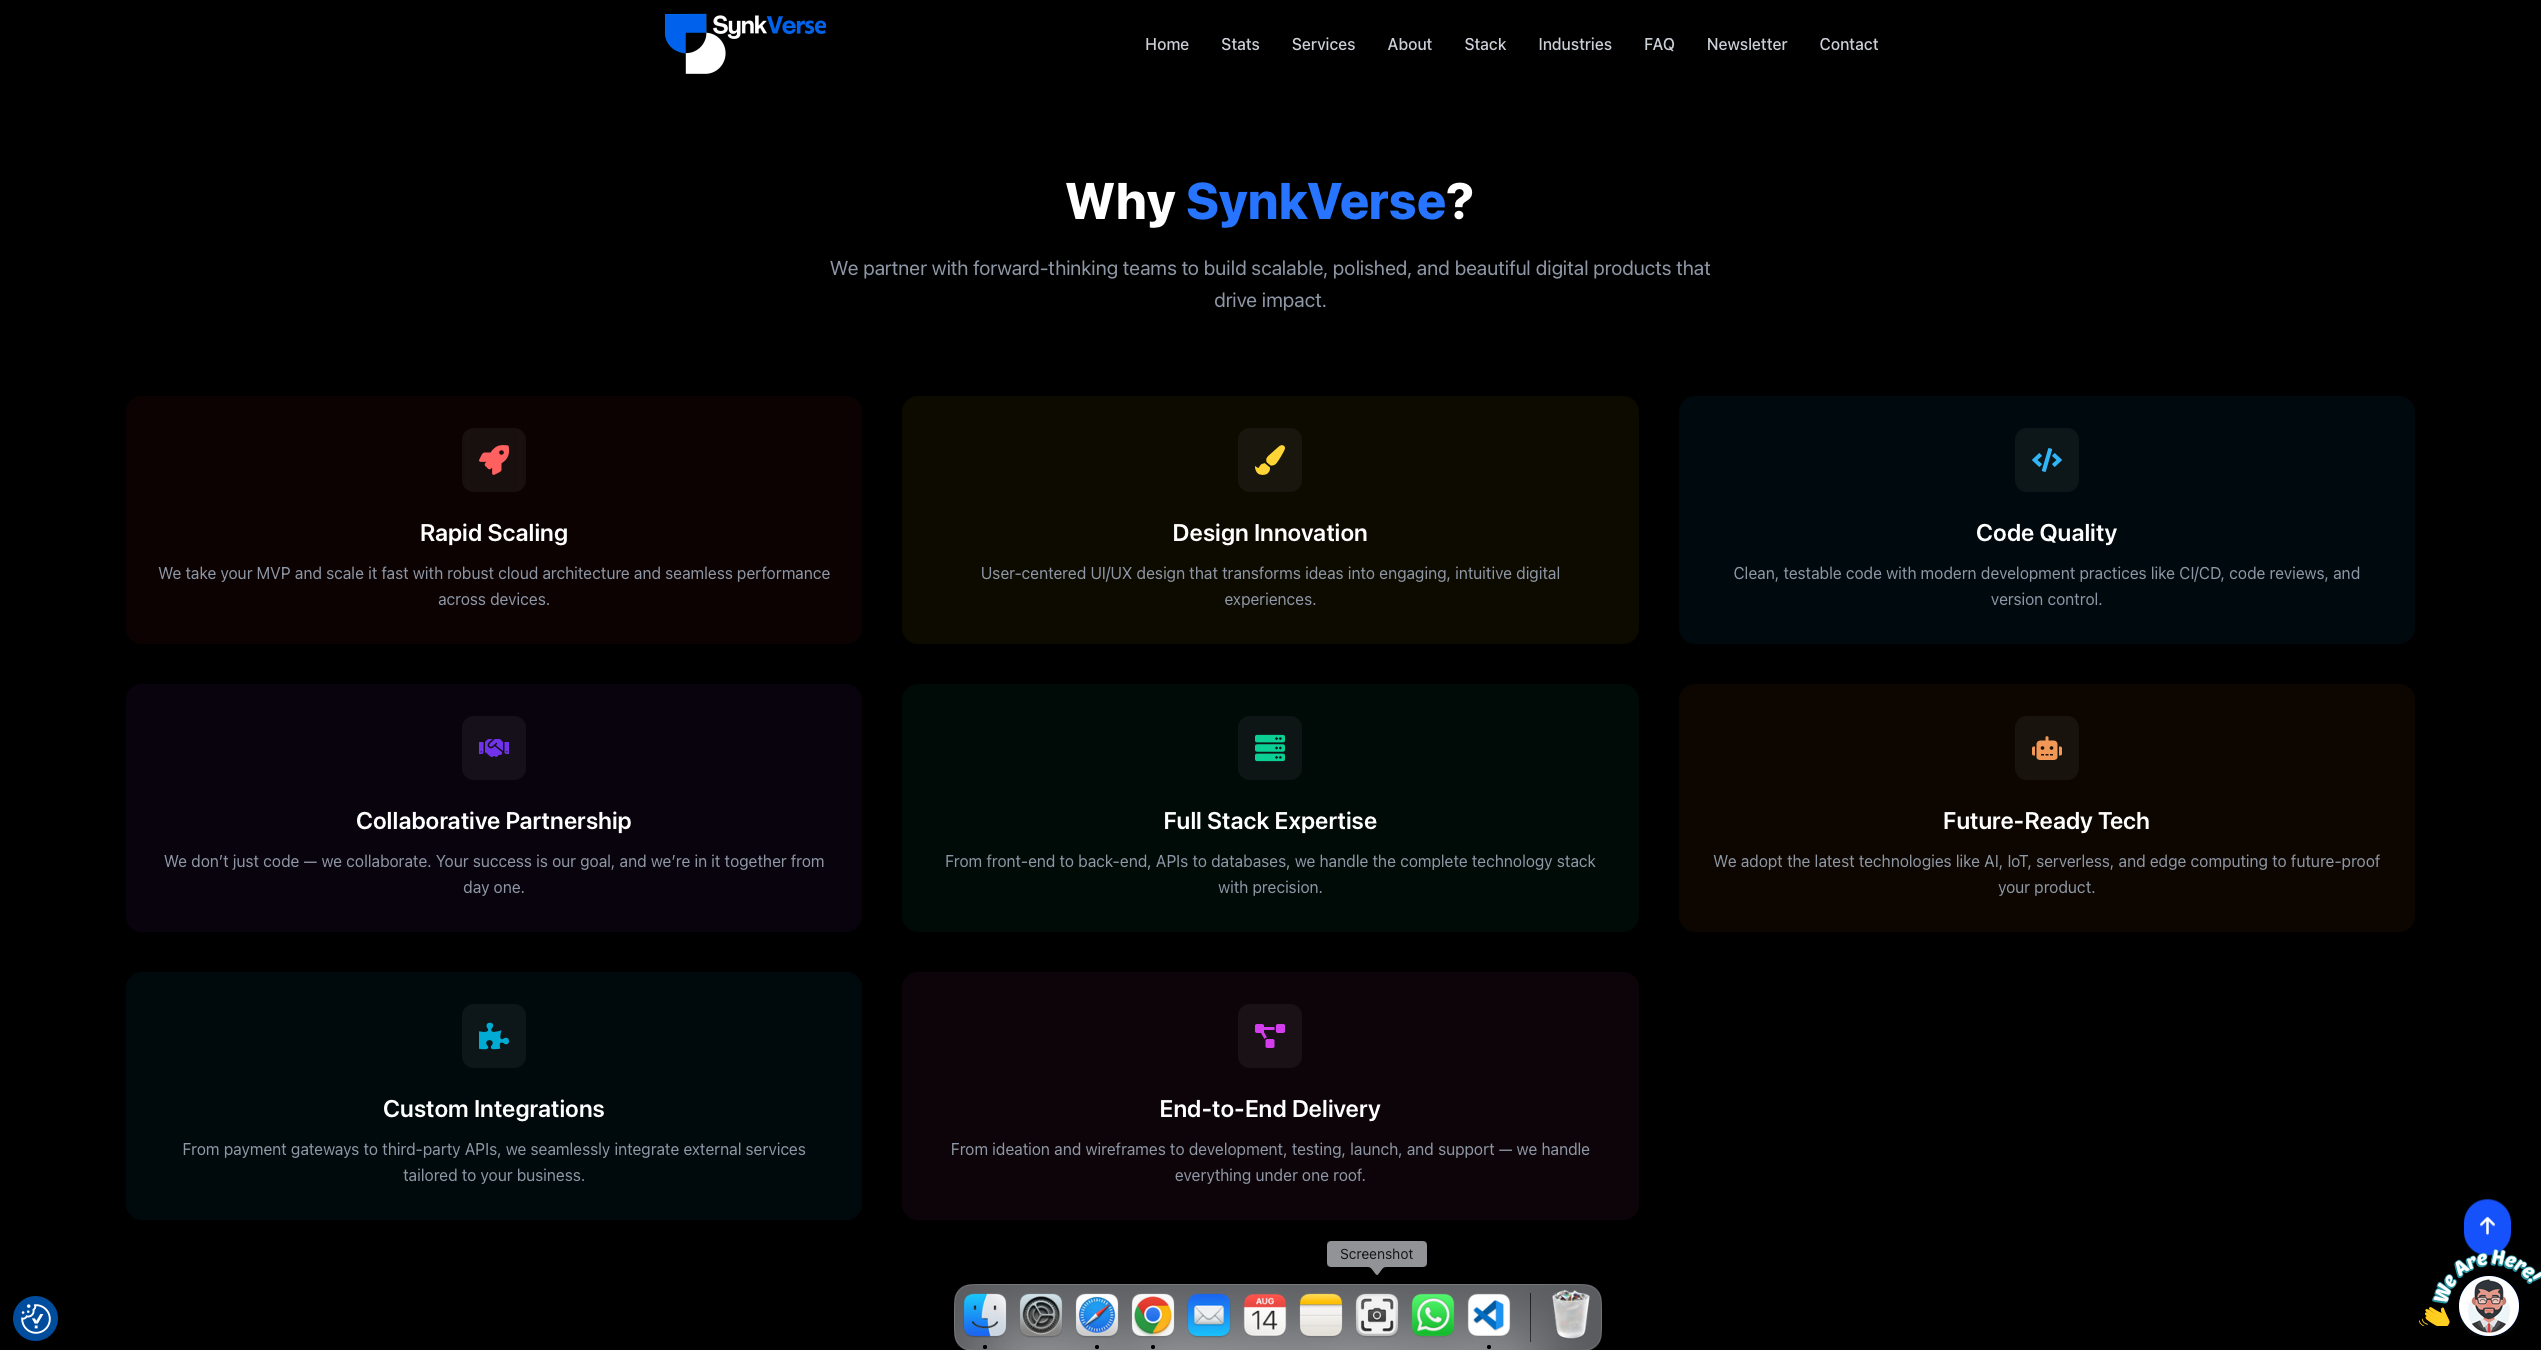 SynkVerse
Home Stats Services About Stack Industries FAQ Newsletter Contact
Why SynkVerse?
We partner with forward-thinking teams to build scalable, polished, and beautiful digital products that
drive impact.
Rapid Scaling
We take your MVP and scale it fast with robust cloud architecture and seamless performance
across devices.
Design Innovation
User-centered UI/UX design that transforms ideas into engaging, intuitive digital
experiences.
Code Quality
Clean, testable code with modern development practices like CI/CD, code reviews, and
version control.
Collaborative Partnership
We don’t just code — we collaborate. Your success is our goal, and we’re in it together from
day one.
Full Stack Expertise
From front-end to back-end, APIs to databases, we handle the complete technology stack
with precision.
Future-Ready Tech
We adopt the latest technologies like AI, IoT, serverless, and edge computing to future-proof
your product.
Custom Integrations
From payment gateways to third-party APIs, we seamlessly integrate external services
tailored to your business.
End-to-End Delivery
From ideation and wireframes to development, testing, launch, and support — we handle
everything under one roof.
We Are Here!
Screenshot
AUG
14